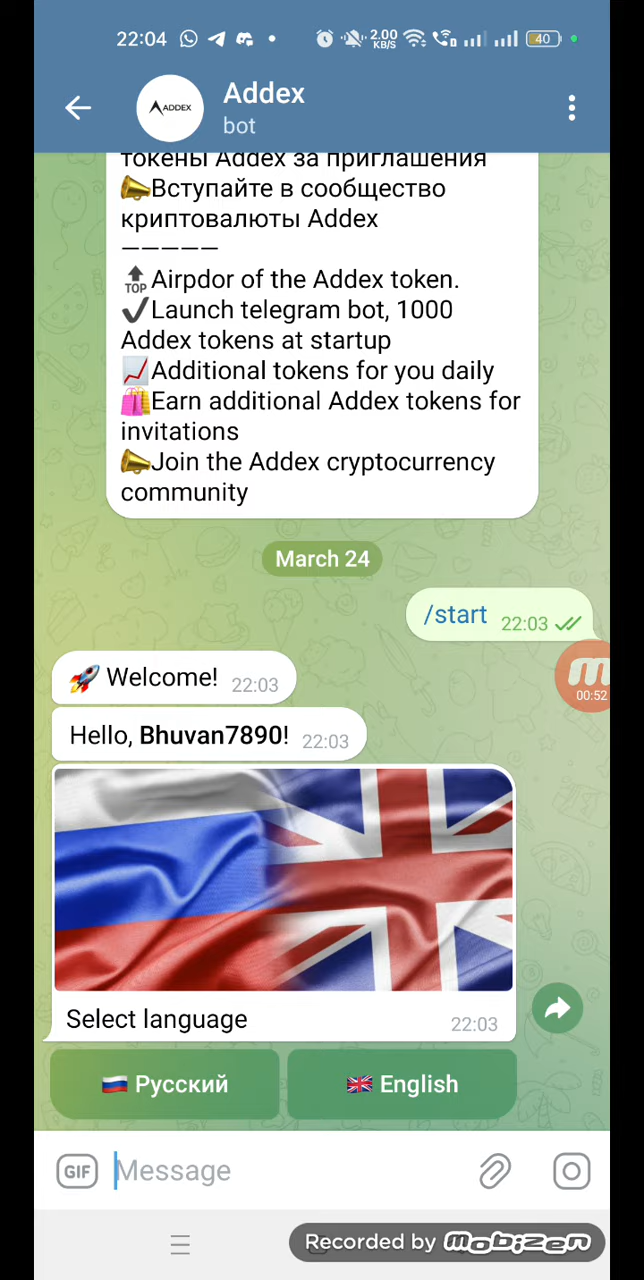 22:04
2.00
KB/S
40
ADDEX
Addex
bot
токены Addex за приглашения
Вступайте в сообщество
криптовалюты Addex
—————
TOP Airpdor of the Addex token.
Launch telegram bot, 1000
Addex tokens at startup
Additional tokens for you daily
Earn additional Addex tokens for
invitations
Join the Addex cryptocurrency
community
March 24
/start 22:03
Welcome! 22:03
00:52
Hello, Bhuvan7890! 22:03
Select language
22:03
Русский
English
GIF Message
Recorded by mobizen